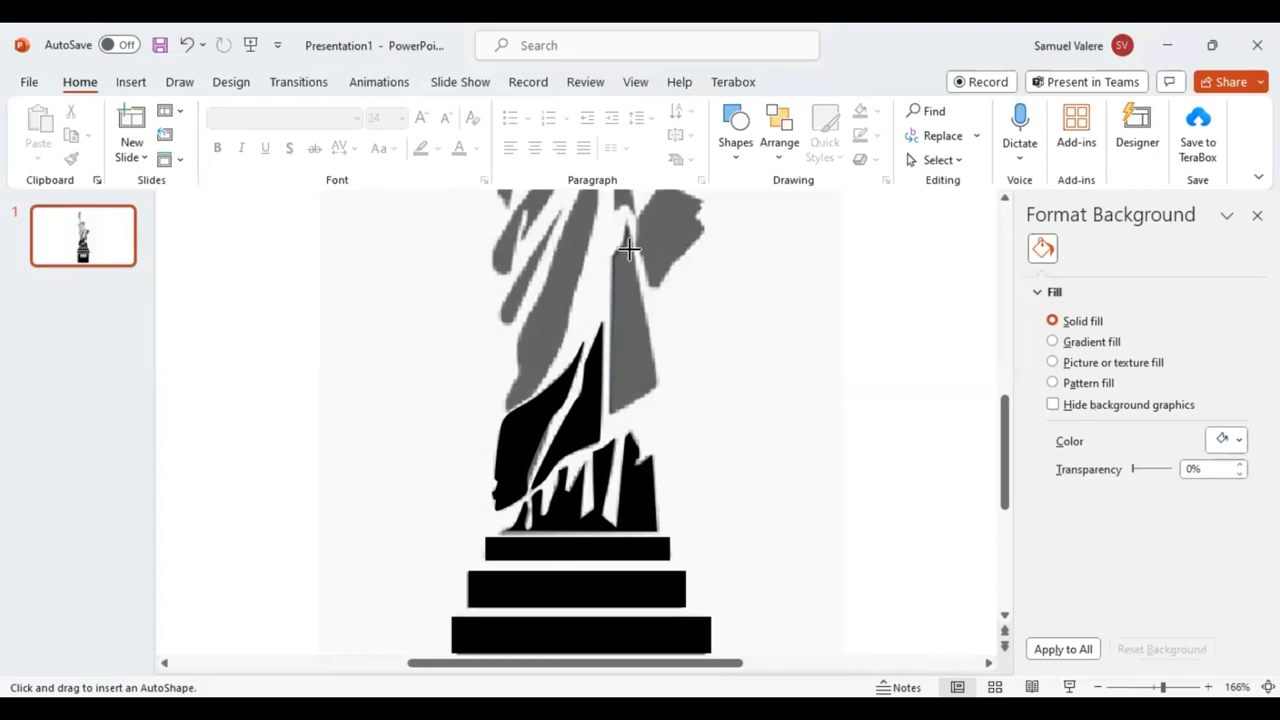 AutoSave Off Presentation1 - PowerPoi... Search Samuel Valere SV
File Home Insert Draw Design Transitions Animations Slide Show Record Review View Help Terabox Record Present in Teams Share
Paste New Slide 24 B I U S ab AV Aa A A A A Shapes Arrange Quick Styles Find Replace Select Dictate Add-ins Designer Save to TeraBox
Clipboard Slides Font Paragraph Drawing Editing Voice Add-ins Save
1
Format Background
Fill
Solid fill
Gradient fill
Picture or texture fill
Pattern fill
Hide background graphics
Color
Transparency 0%
Apply to All Reset Background
Click and drag to insert an AutoShape. Notes 166%